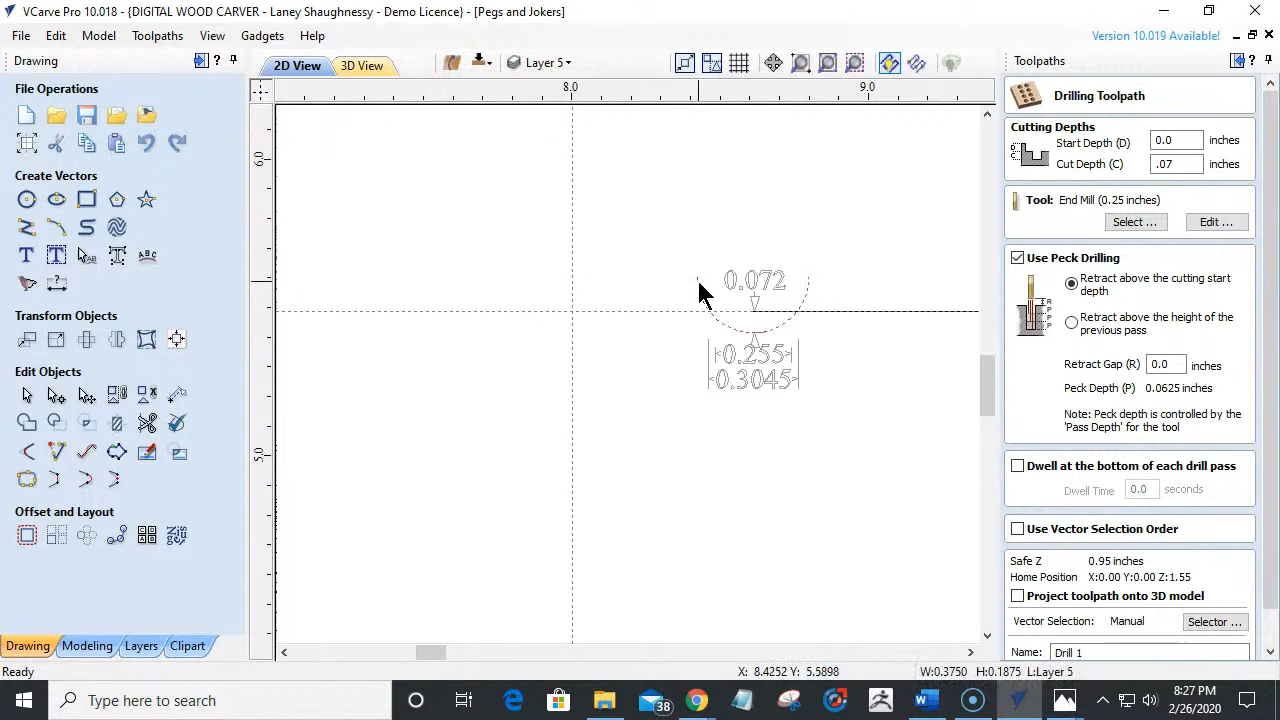 VCarve Pro 10.018 - {DIGITAL WOOD CARVER - Laney Shaughnessy - Demo Licence} - [Pegs and Jokers]
File Edit Model Toolpaths View Gadgets Help
Version 10.019 Available!
Drawing
File Operations
Create Vectors
Transform Objects
Edit Objects
Offset and Layout
Drawing Modeling Layers Clipart
Ready
2D View 3D View Layer 5
8.0 9.0
6.0
5.0
0.072
0.255
0.3045
X: 8.4252 Y: 5.5898
W:0.3750 H:0.1875 L:Layer 5
Toolpaths
Drilling Toolpath
Cutting Depths
Start Depth (D) 0.0 inches
Cut Depth (C) .07 inches
Tool: End Mill (0.25 inches)
Select ... Edit ...
Use Peck Drilling
Retract above the cutting start
depth
Retract above the height of the
previous pass
Retract Gap (R) 0.0 inches
Peck Depth (P) 0.0625 inches
Note: Peck depth is controlled by the
'Pass Depth' for the tool
Dwell at the bottom of each drill pass
Dwell Time 0.0 seconds
Use Vector Selection Order
Safe Z 0.95 inches
Home Position X:0.00 Y:0.00 Z:1.55
Project toolpath onto 3D model
Vector Selection: Manual Selector ...
Name: Drill 1
Type here to search
38
8:27 PM
2/26/2020